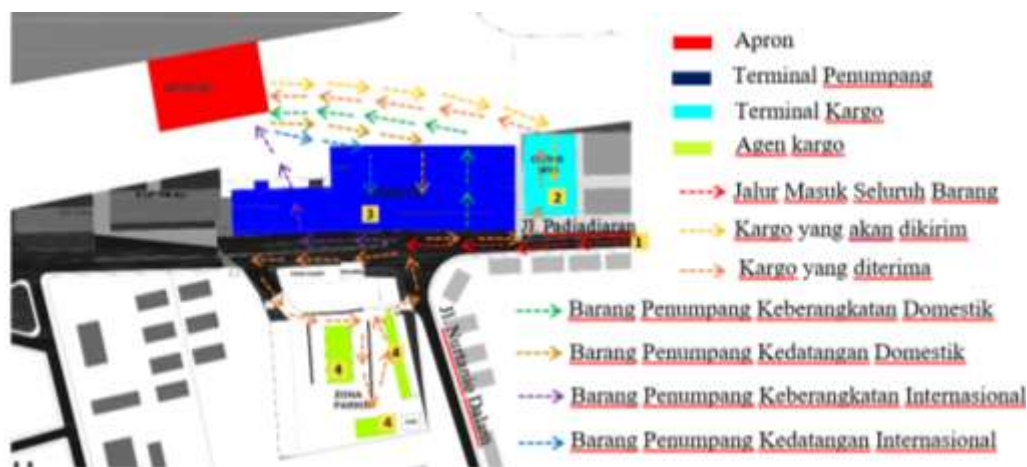 Apron
Terminal Penumpang
Terminal Kargo
Agen kargo
Jalur Masuk Seluruh Barang
Kargo yang akan dikirim
Kargo yang diterima
Barang Penumpang Keberangkatan Domestik
Barang Penumpang Kedatangan Domestik
Barang Penumpang Keberangkatan Internasional
Barang Penumpang Kedatangan Internasional
2
3
Jl. Padjadjaran
1
Jl. Nurtanio Dalam
4
4
ZONA
PARKIR
4